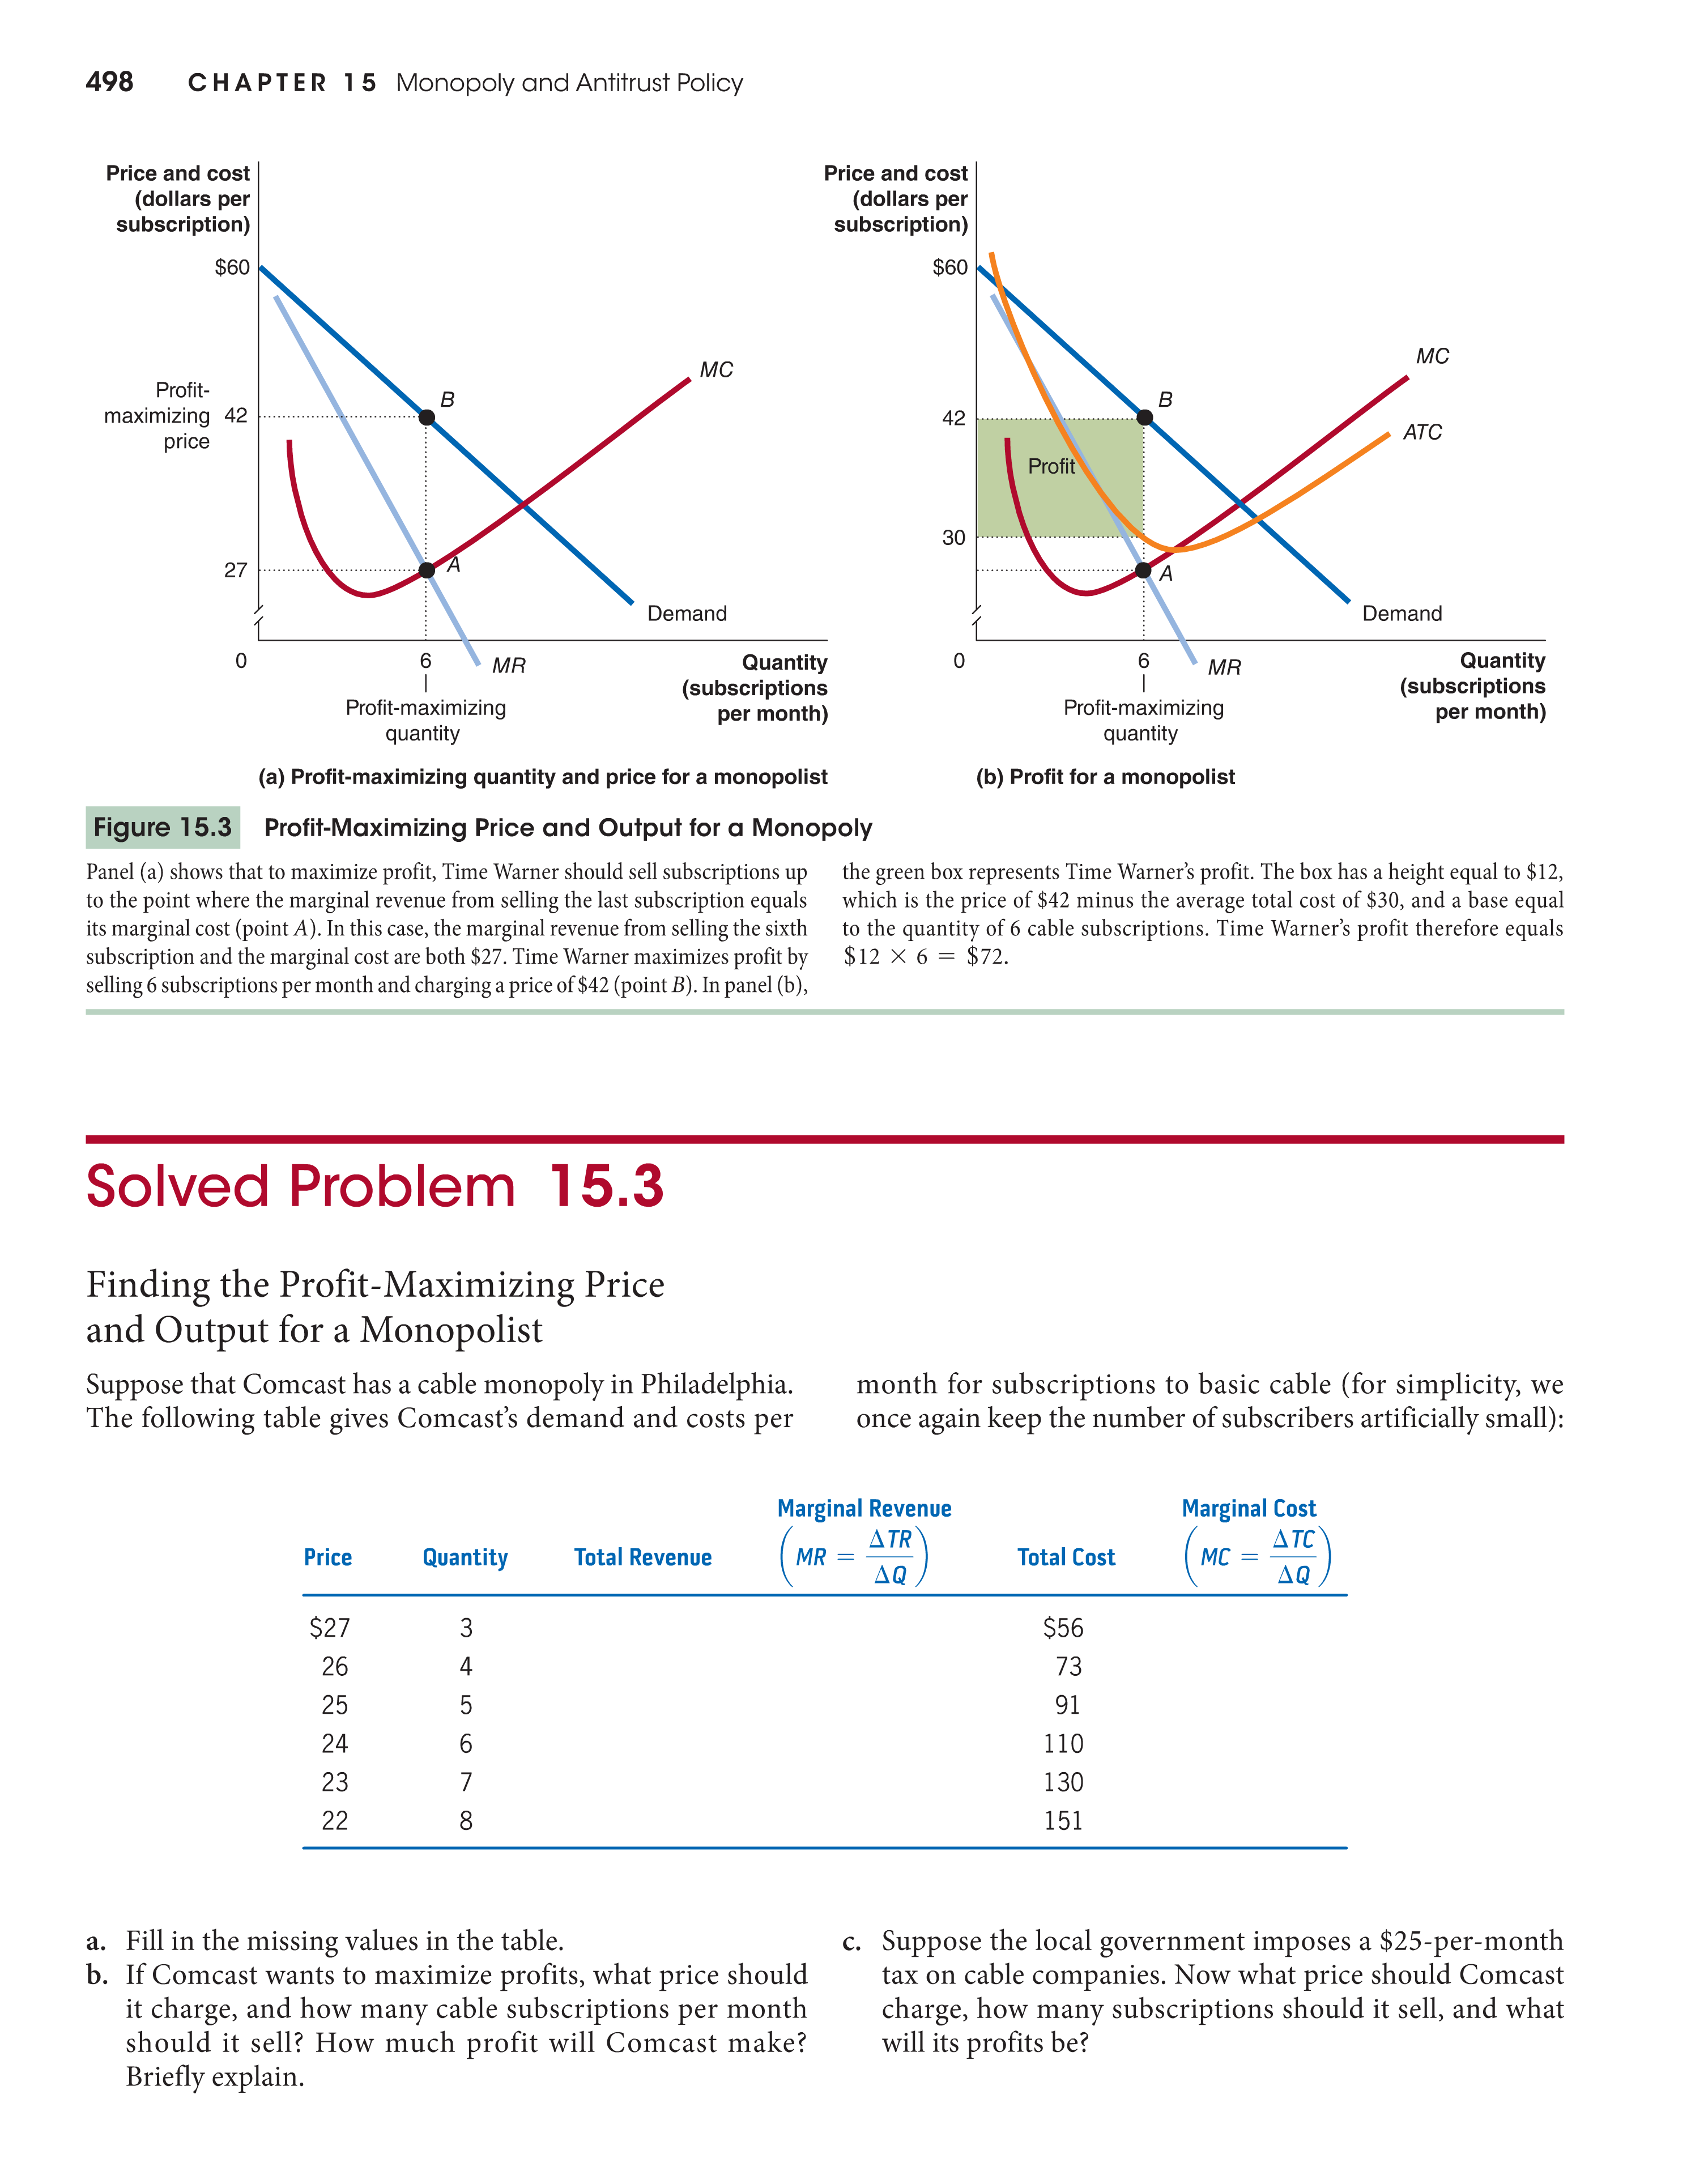 498 CHAPTER 15 Monopoly and Antitrust Policy
Price and cost
(dollars per
subscription)
$60
Profit-
maximizing
price
42
27
B
A
MC
Demand
MR
0
6
Profit-maximizing
quantity
Quantity
(subscriptions
per month)
(a) Profit-maximizing quantity and price for a monopolist
Price and cost
(dollars per
subscription)
$60
42
30
Profit
B
A
MC
ATC
Demand
MR
0
6
Profit-maximizing
quantity
Quantity
(subscriptions
per month)
(b) Profit for a monopolist
Figure 15.3 Profit-Maximizing Price and Output for a Monopoly
Panel (a) shows that to maximize profit, Time Warner should sell subscriptions up
to the point where the marginal revenue from selling the last subscription equals
its marginal cost (point A). In this case, the marginal revenue from selling the sixth
subscription and the marginal cost are both $27. Time Warner maximizes profit by
selling 6 subscriptions per month and charging a price of $42 (point B). In panel (b),
the green box represents Time Warner's profit. The box has a height equal to $12,
which is the price of $42 minus the average total cost of $30, and a base equal
to the quantity of 6 cable subscriptions. Time Warner's profit therefore equals
$12 × 6 = $72.
Solved Problem 15.3
Finding the Profit-Maximizing Price
and Output for a Monopolist
Suppose that Comcast has a cable monopoly in Philadelphia.
The following table gives Comcast's demand and costs per
month for subscriptions to basic cable (for simplicity, we
once again keep the number of subscribers artificially small):
Price Quantity Total Revenue Marginal Revenue (MR = ΔTR/ΔQ) Total Cost Marginal Cost (MC = ΔTC/ΔQ)
$27 3 $56
26 4 73
25 5 91
24 6 110
23 7 130
22 8 151
a. Fill in the missing values in the table.
b. If Comcast wants to maximize profits, what price should
it charge, and how many cable subscriptions per month
should it sell? How much profit will Comcast make?
Briefly explain.
c. Suppose the local government imposes a $25-per-month
tax on cable companies. Now what price should Comcast
charge, how many subscriptions should it sell, and what
will its profits be?